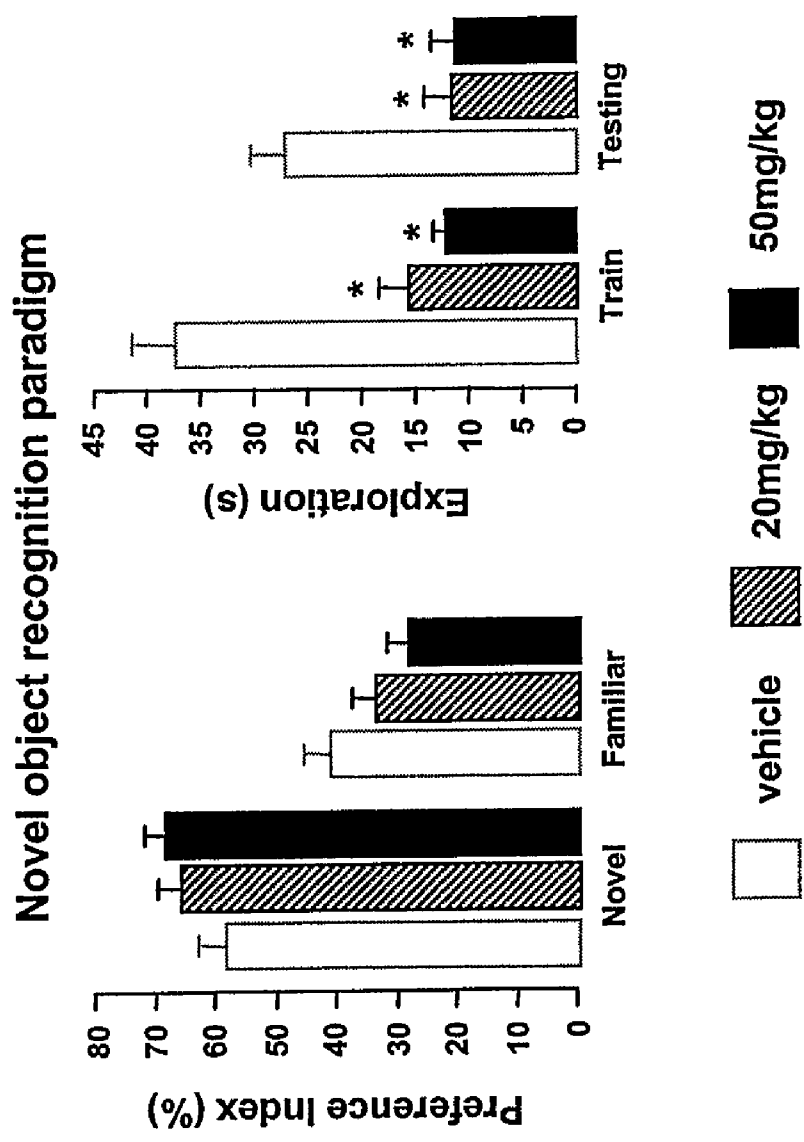 Novel object recognition paradigm
Preference Index (%)
80
70
60
50
40
30
20
10
0
Novel
Familiar
Exploration (s)
45
40
35
30
25
20
15
10
5
0
*
*
*
*
Train
Testing
vehicle
20mg/kg
50mg/kg